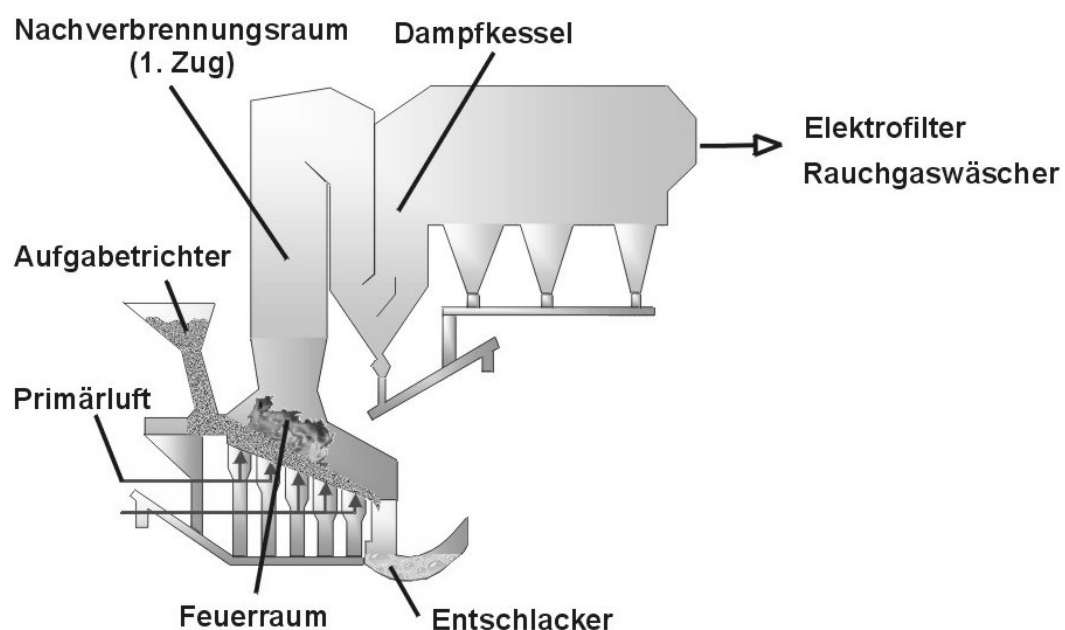 Nachverbrennungsraum
(1. Zug)
Dampfkessel
Elektrofilter
Rauchgaswäscher
Aufgabetrichter
Primärluft
Feuerraum
Entschlacker